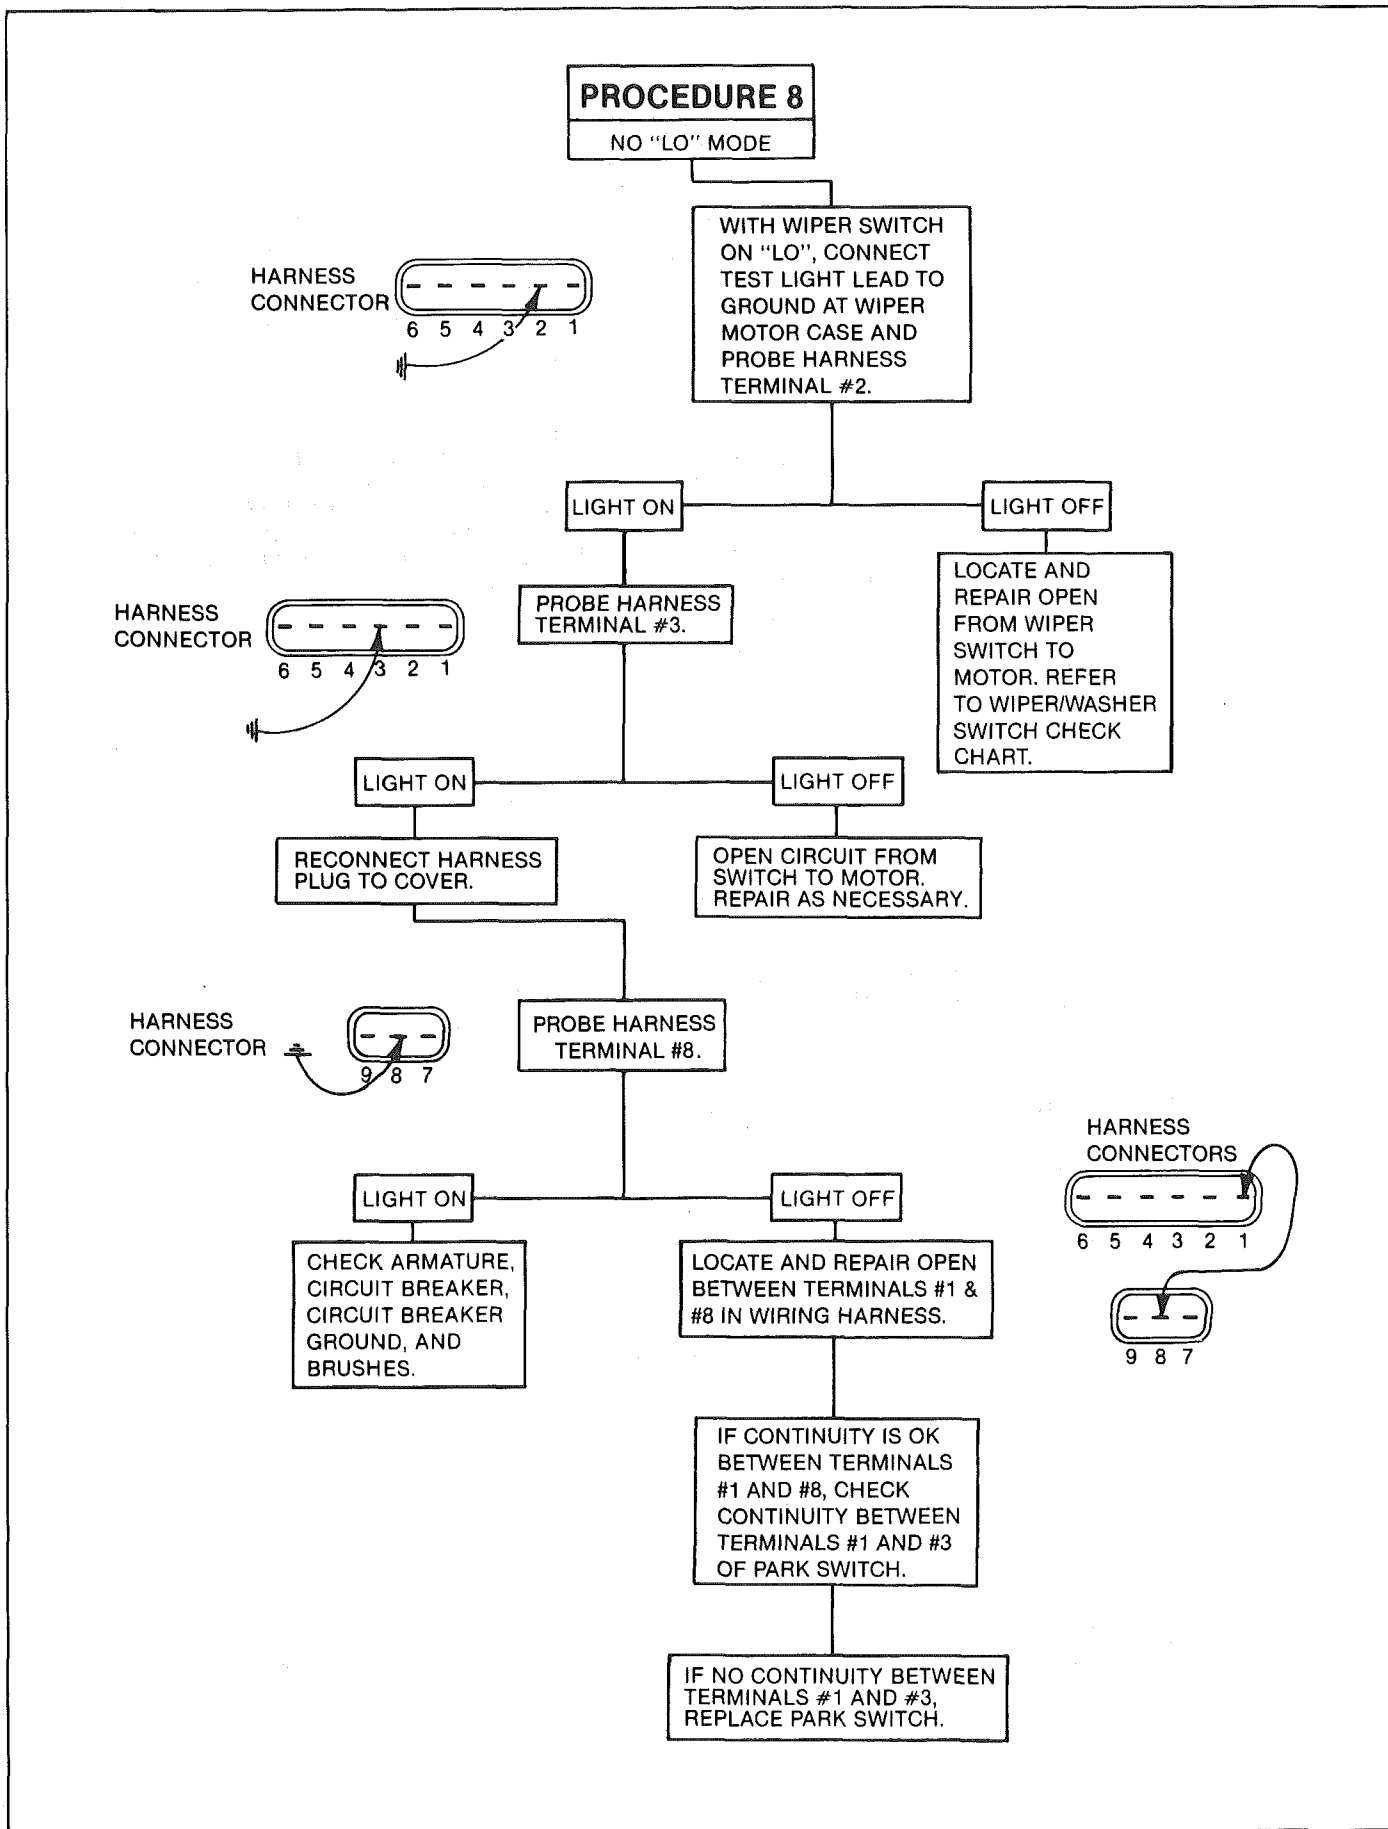 PROCEDURE 8
NO "LO" MODE
WITH WIPER SWITCH
ON "LO", CONNECT
TEST LIGHT LEAD TO
GROUND AT WIPER
MOTOR CASE AND
PROBE HARNESS
TERMINAL #2.
HARNESS
CONNECTOR
6 5 4 3 2 1
LIGHT ON
LIGHT OFF
LOCATE AND
REPAIR OPEN
FROM WIPER
SWITCH TO
MOTOR. REFER
TO WIPER/WASHER
SWITCH CHECK
CHART.
PROBE HARNESS
TERMINAL #3.
HARNESS
CONNECTOR
6 5 4 3 2 1
LIGHT ON
LIGHT OFF
RECONNECT HARNESS
PLUG TO COVER.
OPEN CIRCUIT FROM
SWITCH TO MOTOR.
REPAIR AS NECESSARY.
HARNESS
CONNECTOR
9 8 7
PROBE HARNESS
TERMINAL #8.
LIGHT ON
LIGHT OFF
HARNESS
CONNECTORS
6 5 4 3 2 1
9 8 7
CHECK ARMATURE,
CIRCUIT BREAKER,
CIRCUIT BREAKER
GROUND, AND
BRUSHES.
LOCATE AND REPAIR OPEN
BETWEEN TERMINALS #1 &
#8 IN WIRING HARNESS.
IF CONTINUITY IS OK
BETWEEN TERMINALS
#1 AND #8, CHECK
CONTINUITY BETWEEN
TERMINALS #1 AND #3
OF PARK SWITCH.
IF NO CONTINUITY BETWEEN
TERMINALS #1 AND #3,
REPLACE PARK SWITCH.